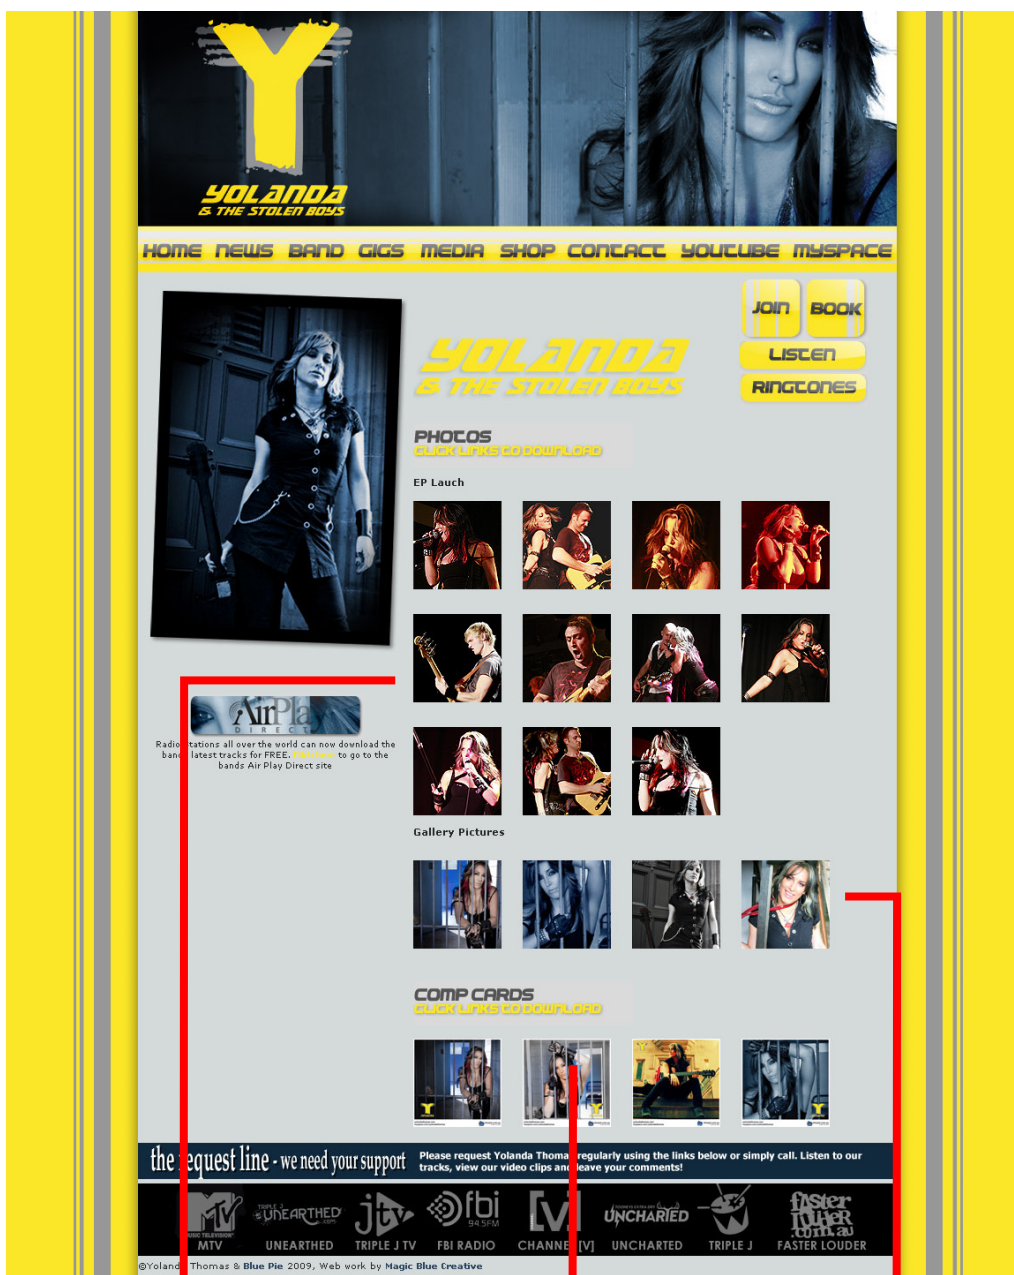 Y
YOLANDA
& THE STOLEN BOYS
HOME NEWS BAND GIGS MEDIA SHOP CONTACT YOUTUBE MYSPACE
JOIN BOOK
LISTEN
RINGTONES
YOLANDA
& THE STOLEN BOYS
PHOTOS
CLICK LINKS TO DOWNLOAD
EP Lauch
AirPlay
DIRECT
Radio stations all over the world can now download the
bands latest tracks for FREE. to go to the
bands Air Play Direct site
Gallery Pictures
COMP CARDS
CLICK LINKS TO DOWNLOAD
the request line - we need your support
Please request Yolanda Thomas regularly using the links below or simply call. Listen to our
tracks, view our video clips and leave your comments!
MTV
MUSIC TELEVISION
TRIPLE J
UNEARTHED
.COM
jtv
fbi
94.5FM
[V]
UNCHARTED
FASTER
LOUDER
.com.au
MTV UNEARTHED TRIPLE J TV FBI RADIO CHANNEL [V] UNCHARTED TRIPLE J FASTER LOUDER
©Yolanda Thomas & Blue Pie 2009, Web work by Magic Blue Creative